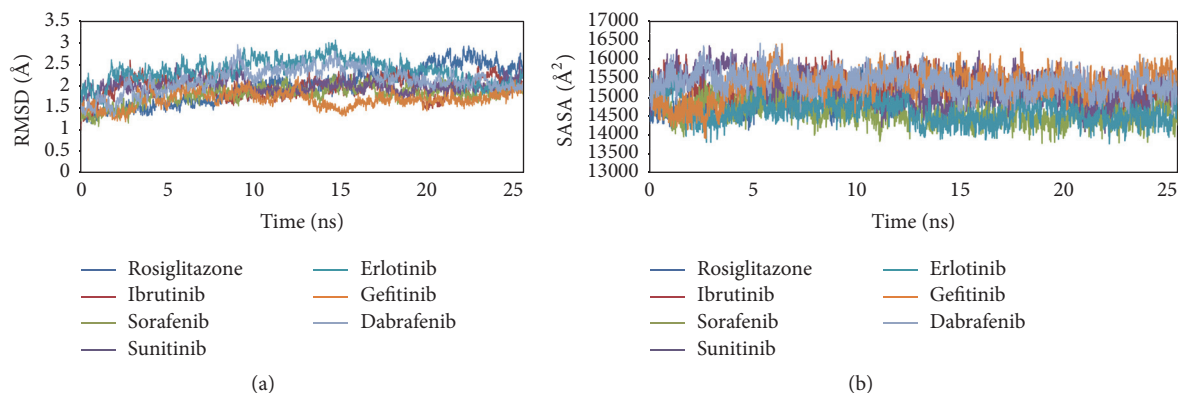 3.5
3
2.5
2
1.5
1
0.5
0
RMSD (Å)
0 5 10 15 20 25
Time (ns)
Rosiglitazone Erlotinib
Ibrutinib Gefitinib
Sorafenib Dabrafenib
Sunitinib
(a)
17000
16500
16000
15500
15000
14500
14000
13500
13000
SASA (Å²)
0 5 10 15 20 25
Time (ns)
Rosiglitazone Erlotinib
Ibrutinib Gefitinib
Sorafenib Dabrafenib
Sunitinib
(b)